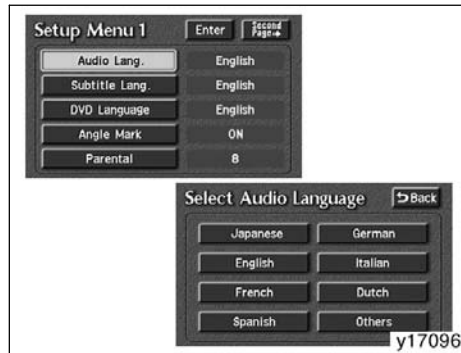 Setup Menu 1 Enter Second Page→
Audio Lang. English
Subtitle Lang. English
DVD Language English
Angle Mark ON
Parental 8
Select Audio Language Back
Japanese German
English Italian
French Dutch
Spanish Others
y17096